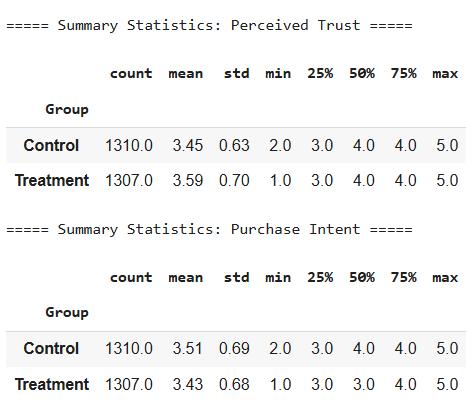 ===== Summary Statistics: Perceived Trust =====
count mean std min 25% 50% 75% max
Group
Control 1310.0 3.45 0.63 2.0 3.0 4.0 4.0 5.0
Treatment 1307.0 3.59 0.70 1.0 3.0 4.0 4.0 5.0
===== Summary Statistics: Purchase Intent =====
count mean std min 25% 50% 75% max
Group
Control 1310.0 3.51 0.69 2.0 3.0 4.0 4.0 5.0
Treatment 1307.0 3.43 0.68 1.0 3.0 3.0 4.0 5.0